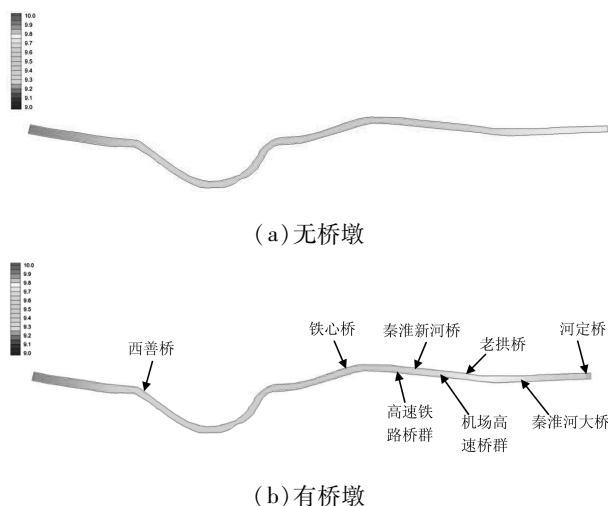 10.0
9.9
9.8
9.7
9.6
9.5
9.4
9.3
9.2
9.1
9.0
(a)无桥墩
10.0
9.9
9.8
9.7
9.6
9.5
9.4
9.3
9.2
9.1
9.0
西善桥
铁心桥
秦淮新河桥
老拱桥
河定桥
高速铁
路桥群
机场高
速桥群
秦淮河大桥
(b)有桥墩